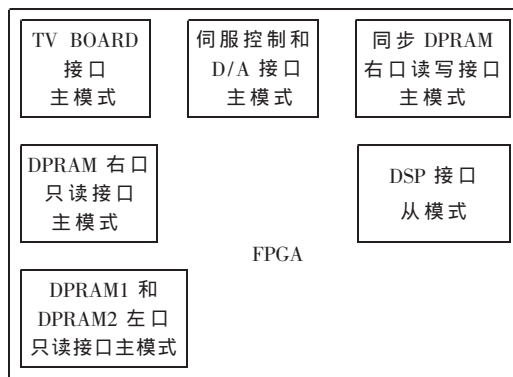 TV BOARD
接口
主模式
伺服控制和
D/A 接口
主模式
同步 DPRAM
右口读写接口
主模式
DPRAM 右口
只读接口
主模式
DSP 接口
从模式
FPGA
DPRAM1 和
DPRAM2 左口
只读接口主模式